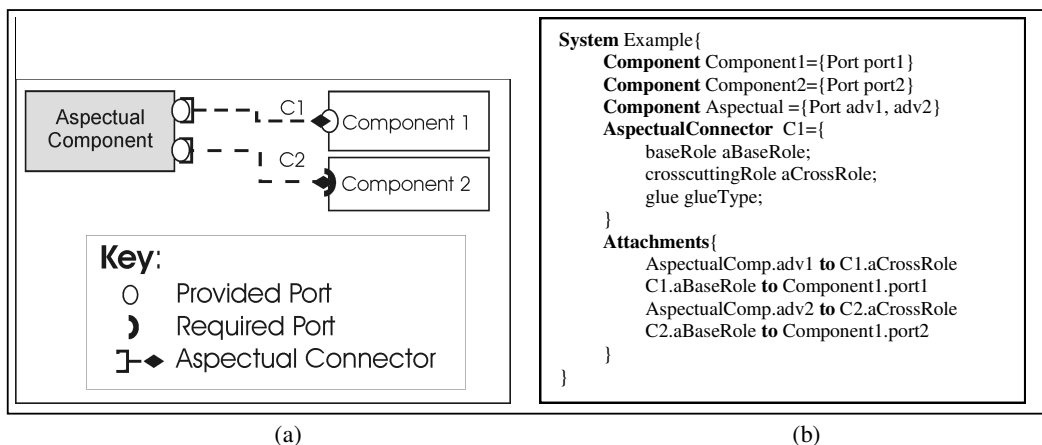 Aspectual
Component
C1
Component 1
C2
Component 2
Key:
Provided Port
Required Port
Aspectual Connector
(a)
System Example{
Component Component1={Port port1}
Component Component2={Port port2}
Component Aspectual ={Port adv1, adv2}
AspectualConnector C1={
baseRole aBaseRole;
crosscuttingRole aCrossRole;
glue glueType;
}
Attachments{
AspectualComp.adv1 to C1.aCrossRole
C1.aBaseRole to Component1.port1
AspectualComp.adv2 to C2.aCrossRole
C2.aBaseRole to Component1.port2
}
}
(b)